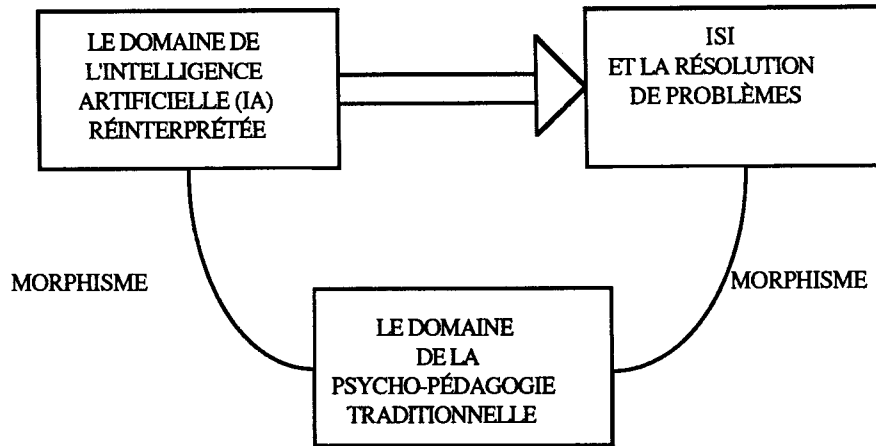 LE DOMAINE DE
L'INTELLIGENCE
ARTIFICIELLE (IA)
RÉINTERPRÉTÉE
ISI
ET LA RÉSOLUTION
DE PROBLÈMES
MORPHISME
MORPHISME
LE DOMAINE
DE LA
PSYCHO-PÉDAGOGIE
TRADITIONNELLE